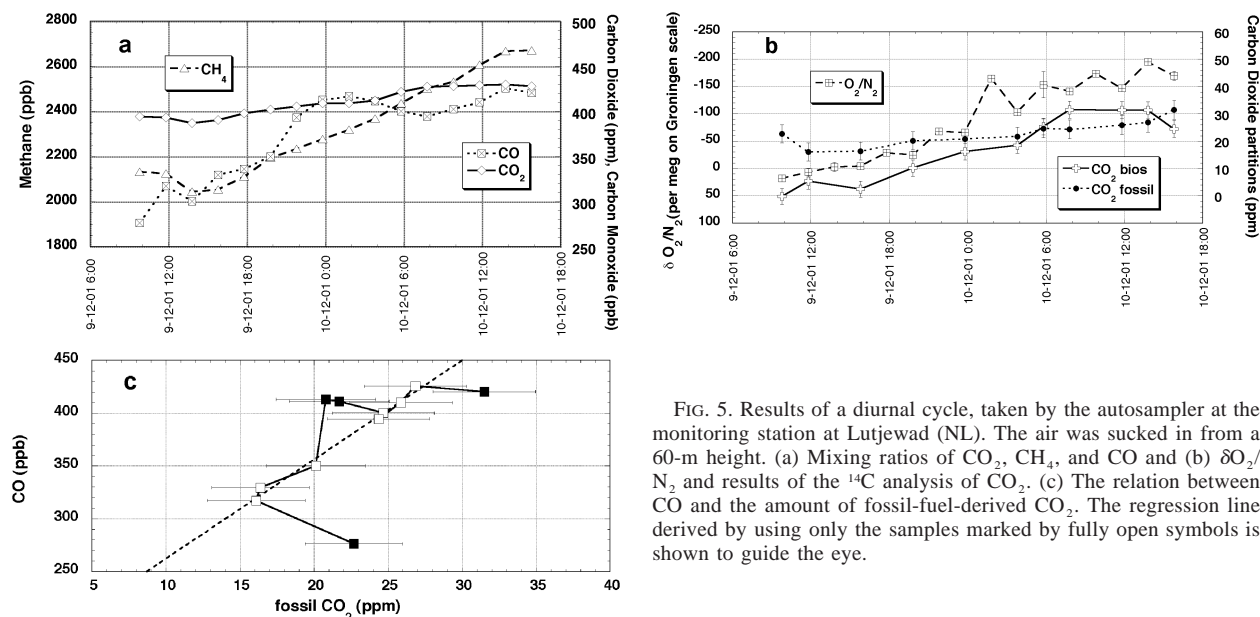 a
CH4
CO
CO2
Methane (ppb)
2800
2600
2400
2200
2000
1800
500
450
400
350
300
250
Carbon Dioxide (ppm), Carbon Monoxide (ppb)
9-12-01 6:00
9-12-01 12:00
9-12-01 18:00
10-12-01 0:00
10-12-01 6:00
10-12-01 12:00
10-12-01 18:00
b
O2/N2
CO2 bios
CO2 fossil
δ O2/N2 (per meg on Groningen scale)
-250
-200
-150
-100
-50
0
50
100
60
50
40
30
20
10
0
Carbon Dioxide partitions (ppm)
9-12-01 6:00
9-12-01 12:00
9-12-01 18:00
10-12-01 0:00
10-12-01 6:00
10-12-01 12:00
10-12-01 18:00
c
CO (ppb)
450
400
350
300
250
5
10
15
20
25
30
35
40
fossil CO2 (ppm)
FIG. 5. Results of a diurnal cycle, taken by the autosampler at the
monitoring station at Lutjewad (NL). The air was sucked in from a
60-m height. (a) Mixing ratios of CO2, CH4, and CO and (b) δO2/
N2 and results of the 14C analysis of CO2. (c) The relation between
CO and the amount of fossil-fuel-derived CO2. The regression line
derived by using only the samples marked by fully open symbols is
shown to guide the eye.